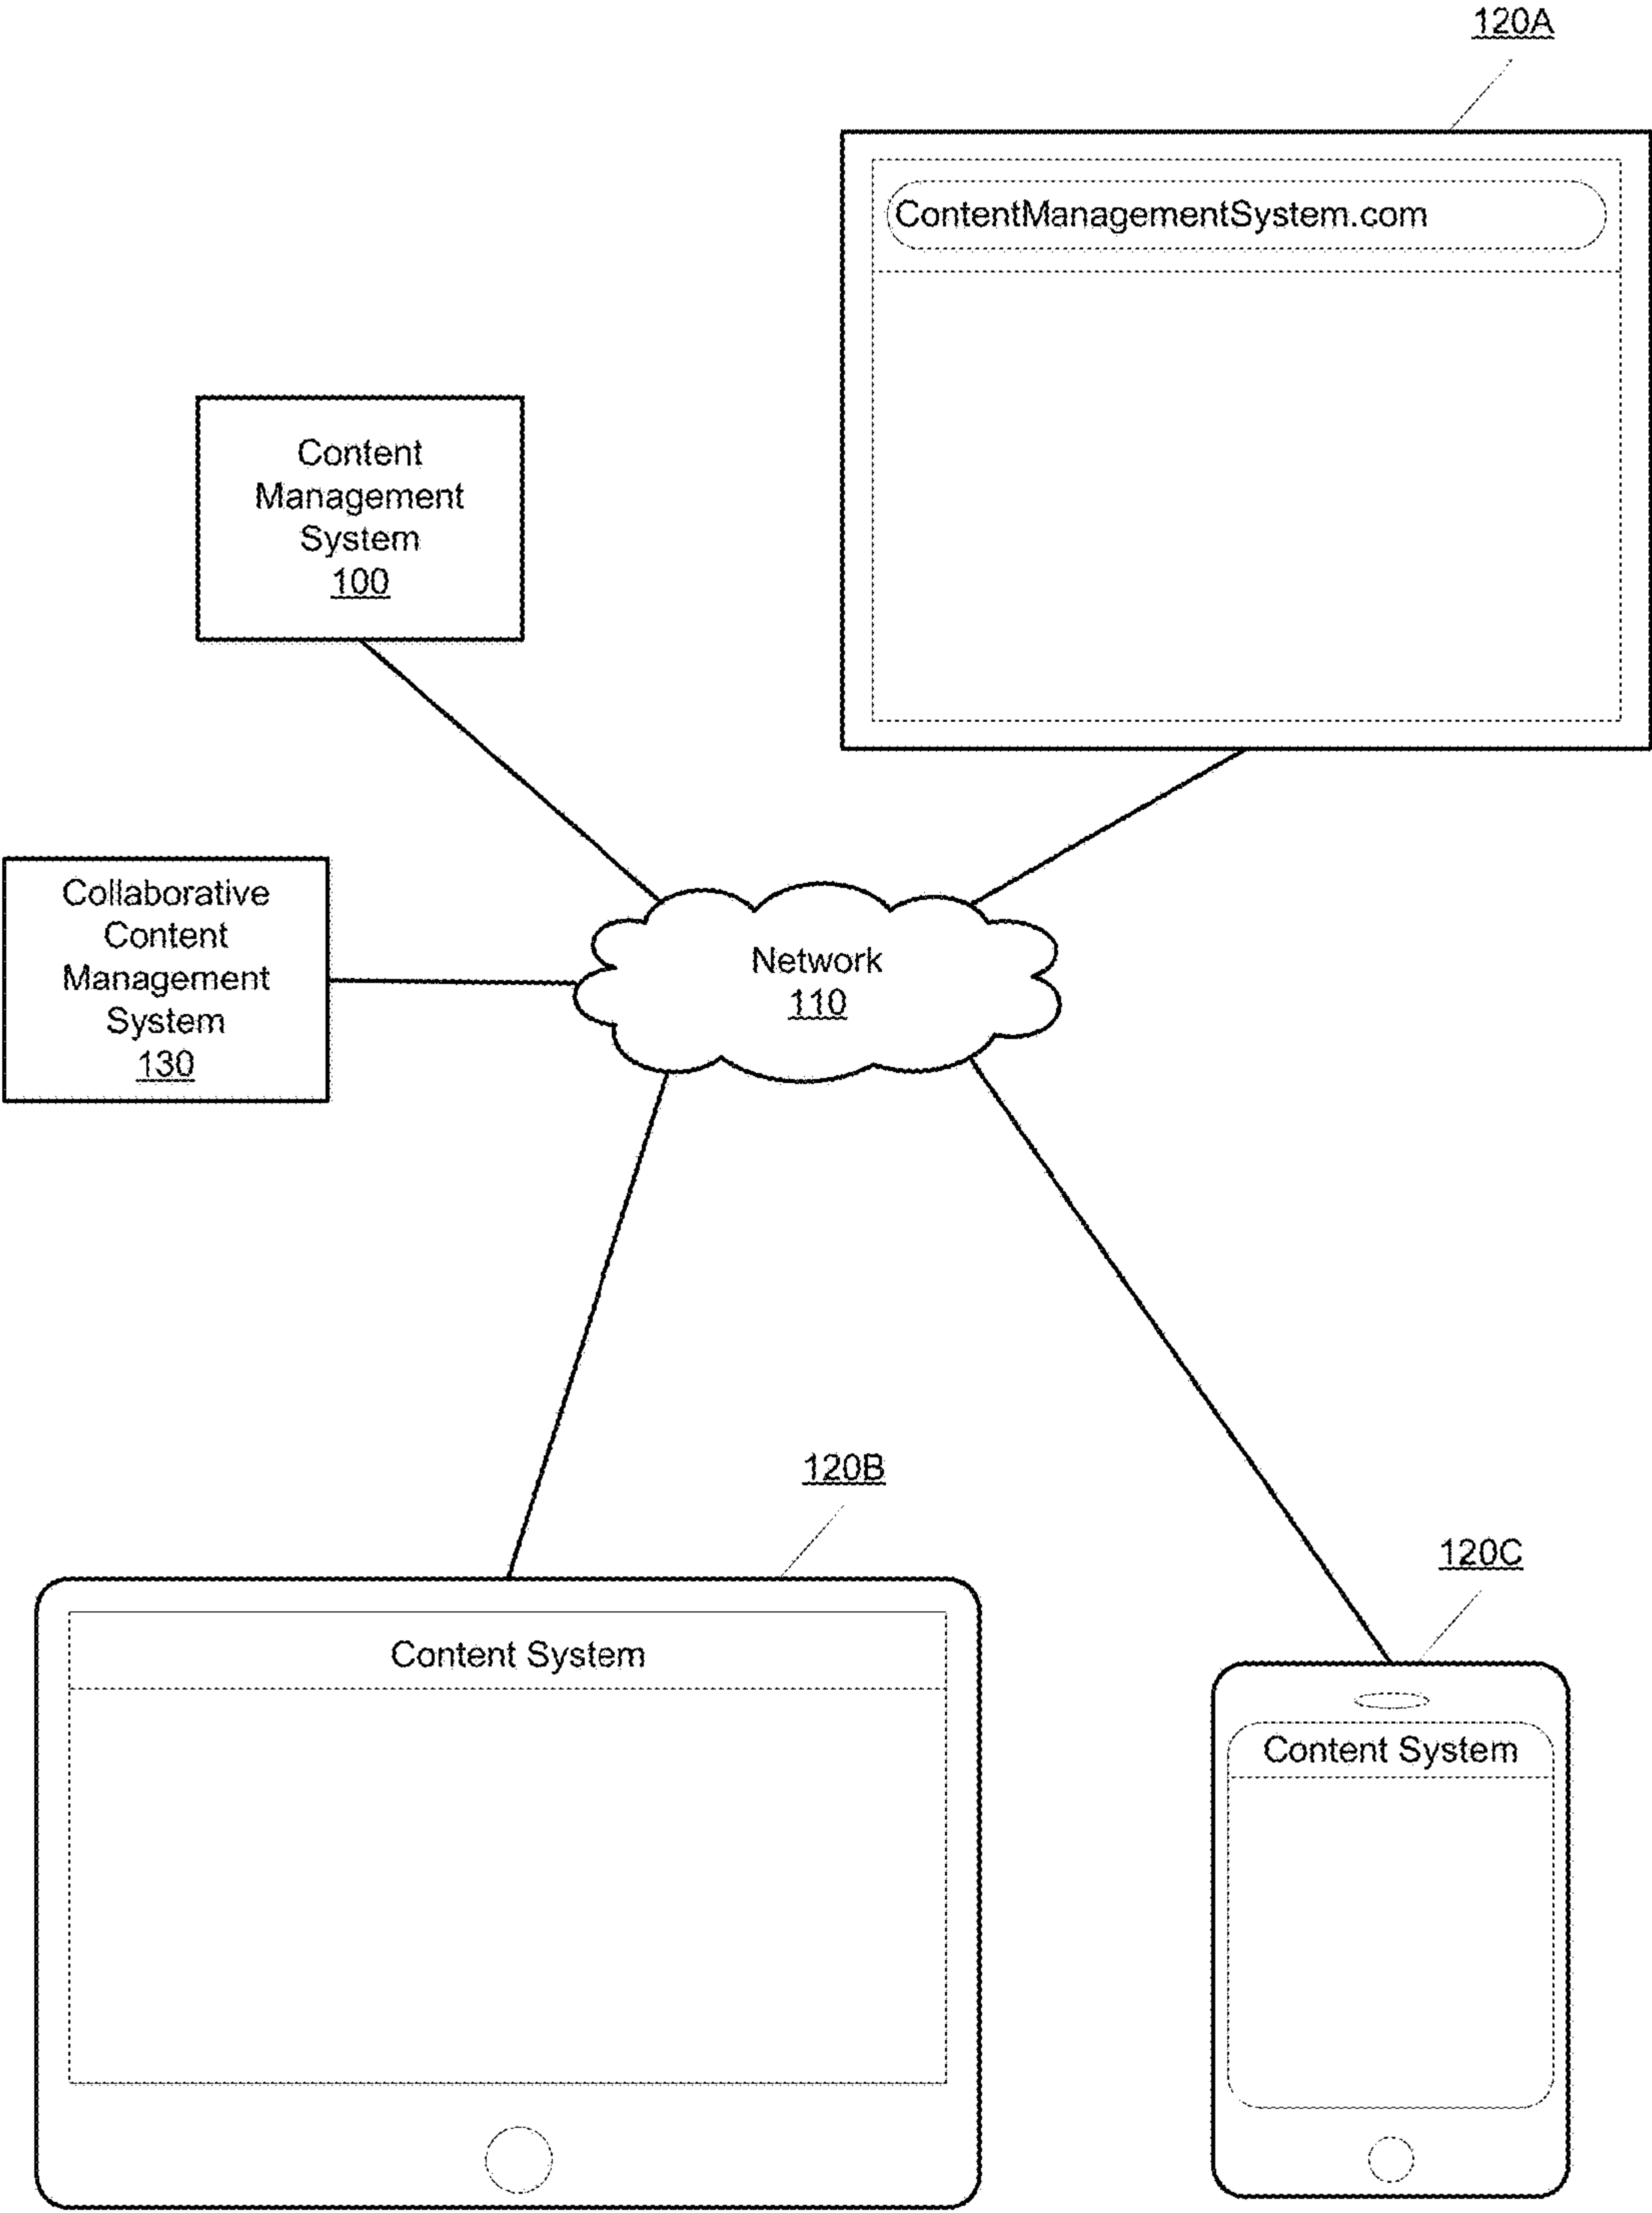 120A
ContentManagementSystem.com
Content
Management
System
100
Collaborative
Content
Management
System
130
Network
110
120B
120C
Content System
Content System